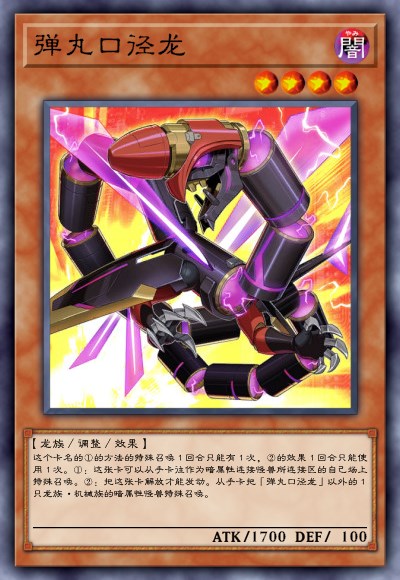 弹丸口径龙
やみ
闇
【龙族／调整／效果】
这个卡名的①的方法的特殊召唤1回合只能有1次，②的效果1回合只能使
用1次。①：这张卡可以从手卡往作为暗属性连接怪兽所连接区的自己场上
特殊召唤。②：把这张卡解放才能发动。从手卡把「弹丸口径龙」以外的1
只龙族·机械族的暗属性怪兽特殊召唤。
ATK/1700 DEF/ 100